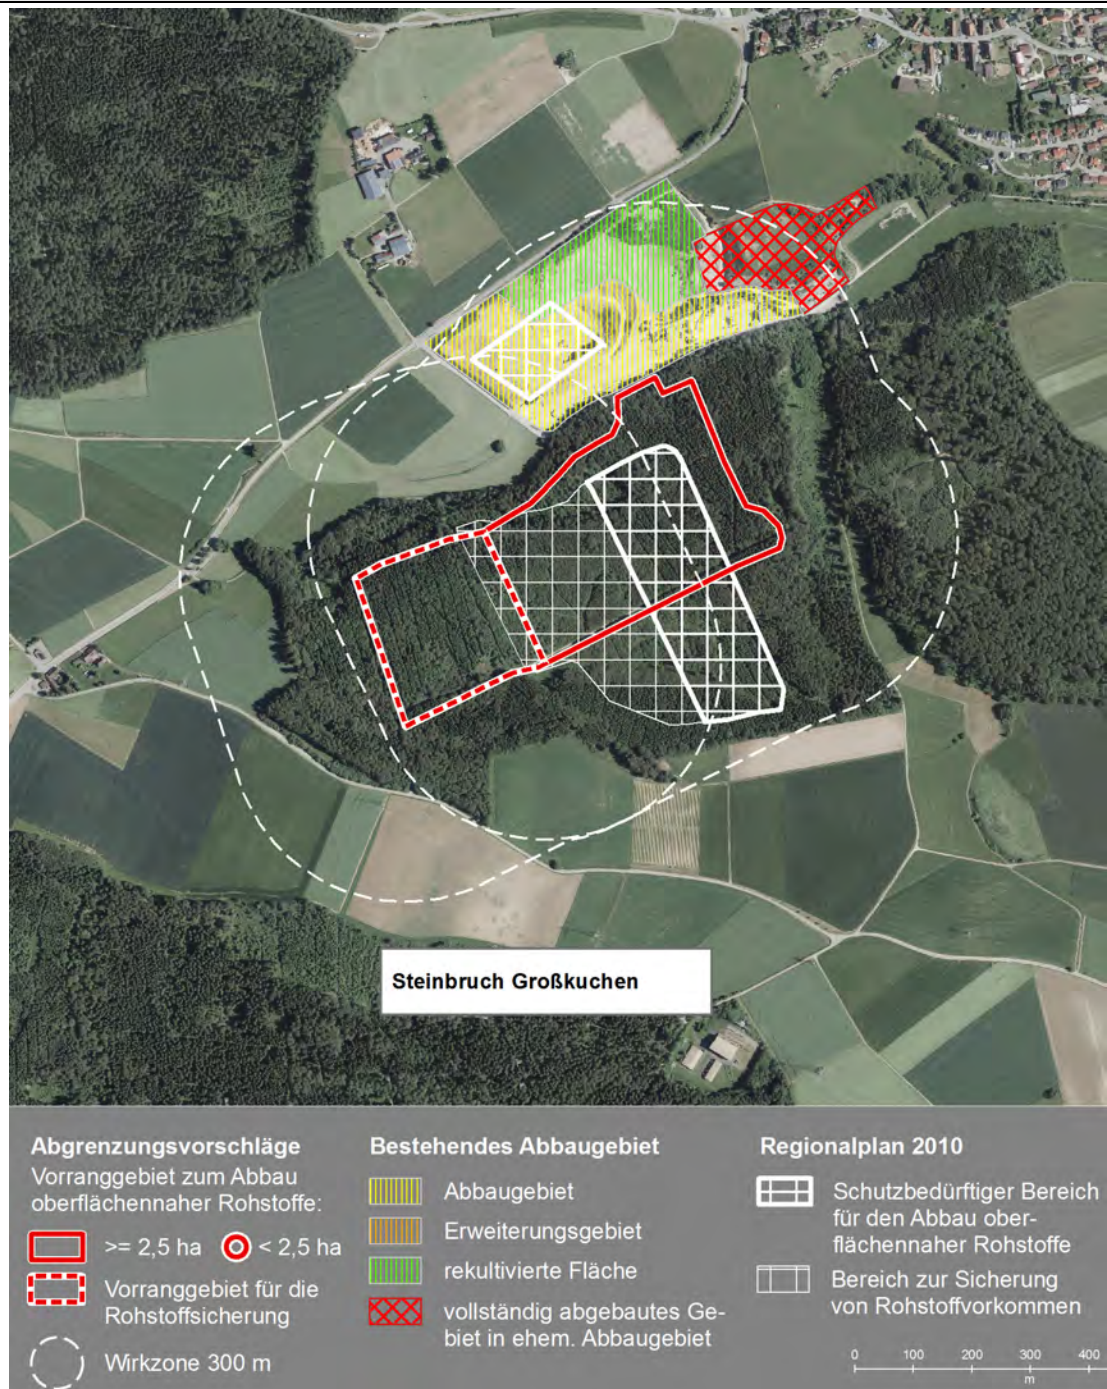 Steinbruch Großkuchen
Abgrenzungsvorschläge
Vorranggebiet zum Abbau
oberflächennaher Rohstoffe:
>= 2,5 ha
< 2,5 ha
Vorranggebiet für die
Rohstoffsicherung
Wirkzone 300 m
Bestehendes Abbaugebiet
Abbaugebiet
Erweiterungsgebiet
rekultivierte Fläche
vollständig abgebautes Ge-
biet in ehem. Abbaugebiet
Regionalplan 2010
Schutzbedürftiger Bereich
für den Abbau ober-
flächennaher Rohstoffe
Bereich zur Sicherung
von Rohstoffvorkommen
0 100 200 300 400
m